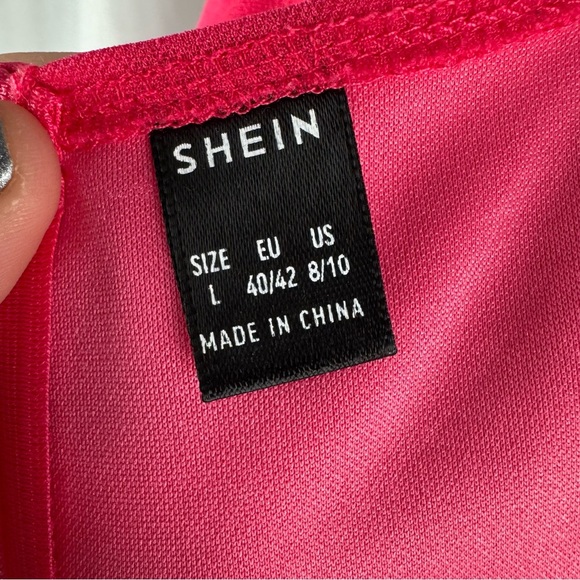 SHEIN
SIZE EU US
L 40/42 8/10
MADE IN CHINA